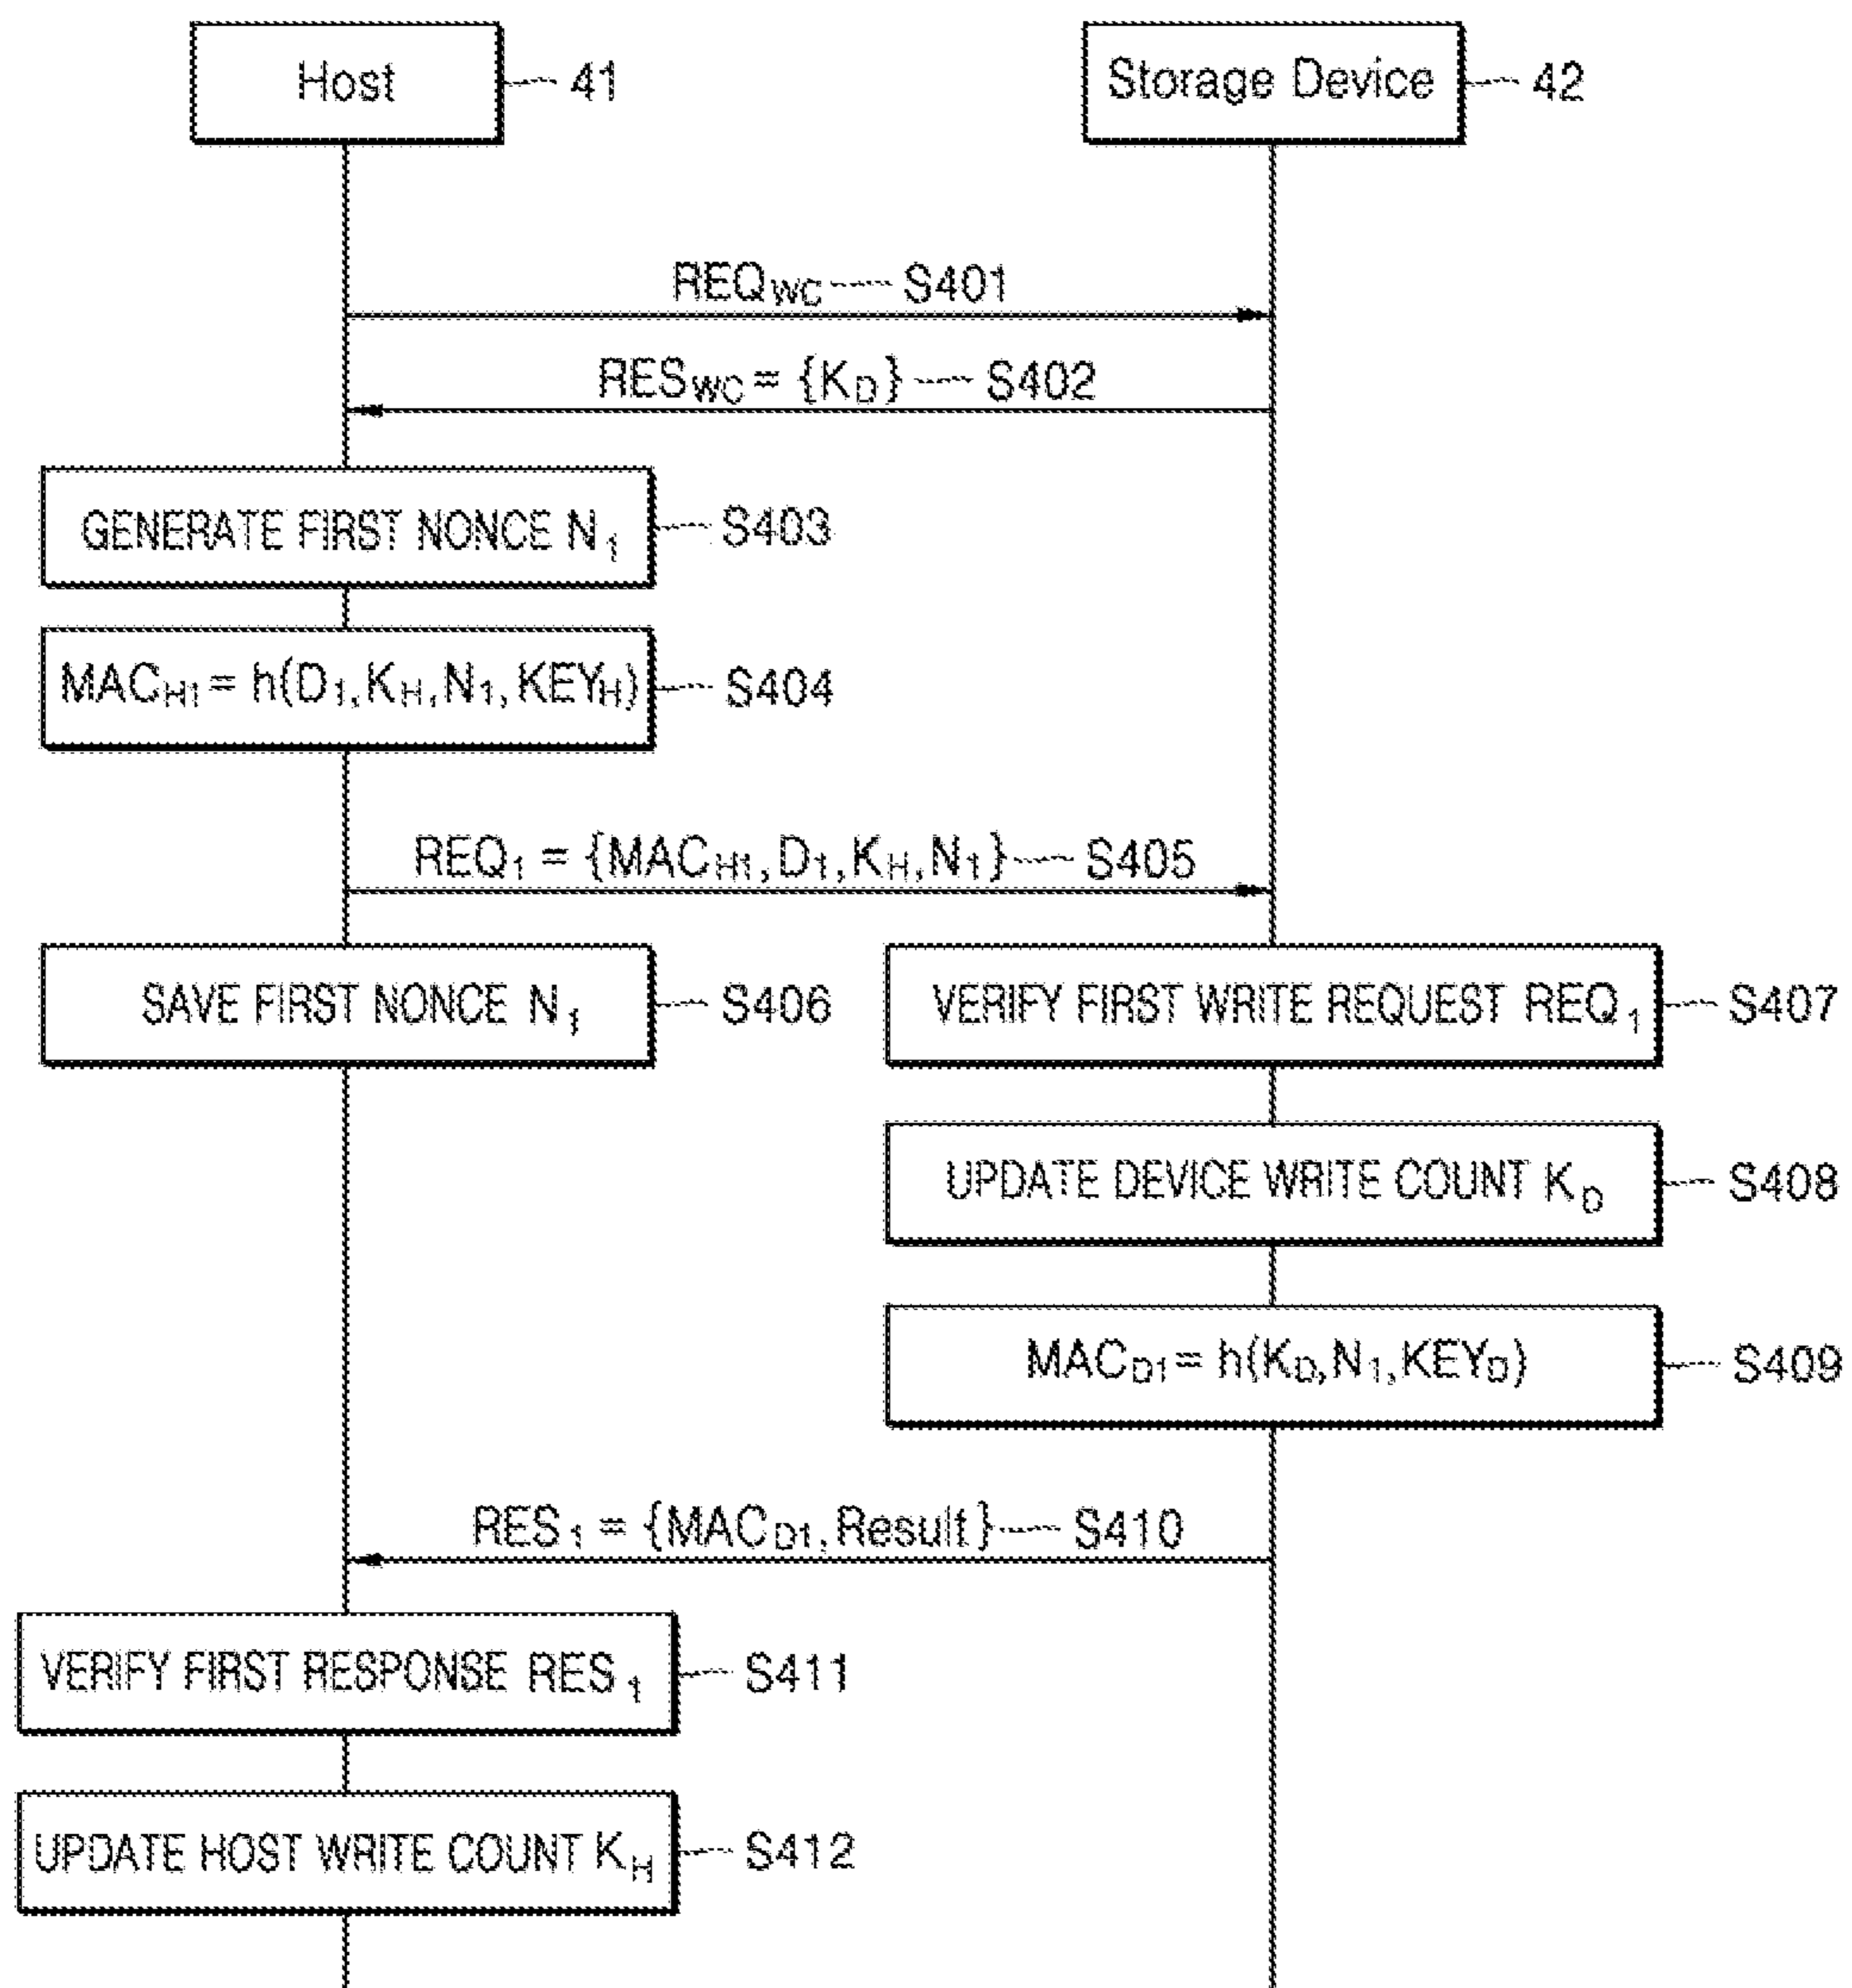 Host 41
Storage Device 42
REQWC S401
RESWC = {KD} S402
GENERATE FIRST NONCE N1 S403
MACH1 = h(D1, KH, N1, KEYH) S404
REQ1 = {MACH1, D1, KH, N1} S405
SAVE FIRST NONCE N1 S406
VERIFY FIRST WRITE REQUEST REQ1 S407
UPDATE DEVICE WRITE COUNT KD S408
MACD1 = h(KD, N1, KEYD) S409
RES1 = {MACD1, Result} S410
VERIFY FIRST RESPONSE RES1 S411
UPDATE HOST WRITE COUNT KH S412